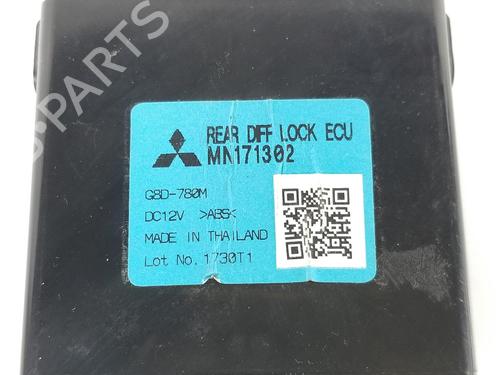 B-PARTS
REAR DIFF LOCK ECU
MN171302
G8D-780M
DC12V >ABS<
MADE IN THAILAND
Lot No. 1730T1